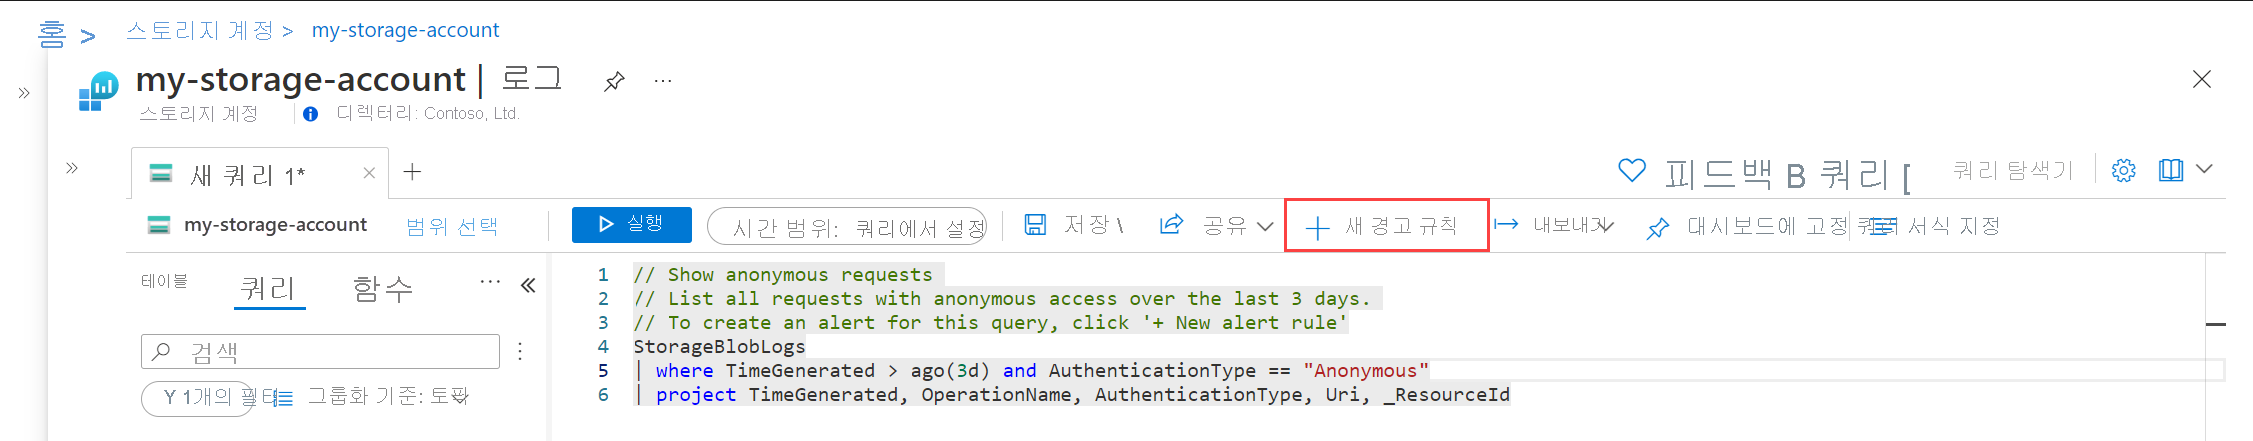 홈 > 스토리지 계정 > my-storage-account
my-storage-account | 로그 ...
스토리지 계정 디렉터리: Contoso, Ltd.
새 쿼리 1*
피드백 B 쿼리 [ 쿼리 탐색기
my-storage-account 범위 선택 실행 시간 범위: 쿼리에서 설정 저장 \ 공유 새 경고 규칙 내보내기 대시보드에 고정 쿼리 서식 지정
테이블 쿼리 함수 ...
검색
Y 1개의 필터 그룹화 기준: 토픽
1 // Show anonymous requests
2 // List all requests with anonymous access over the last 3 days.
3 // To create an alert for this query, click '+ New alert rule'
4 StorageBlobLogs
5 | where TimeGenerated > ago(3d) and AuthenticationType == "Anonymous"
6 | project TimeGenerated, OperationName, AuthenticationType, Uri, _ResourceId